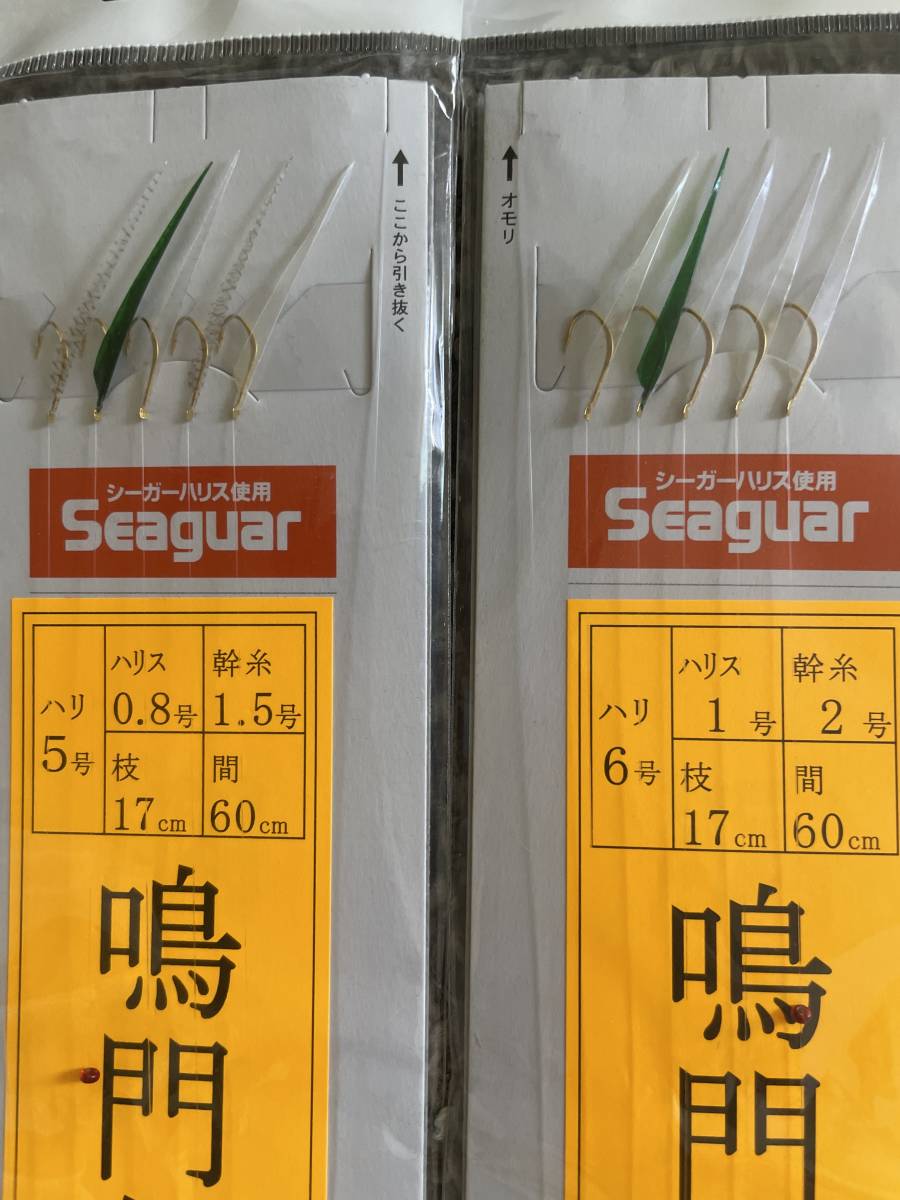 ここから引き抜く
シーガーハリス使用
Seaguar
ハリ
5号
ハリス
0.8号
幹糸
1.5号
枝
17cm
間
60cm
鳴門
オモリ
シーガーハリス使用
Seaguar
ハリ
6号
ハリス
1号
幹糸
2号
枝
17cm
間
60cm
鳴門